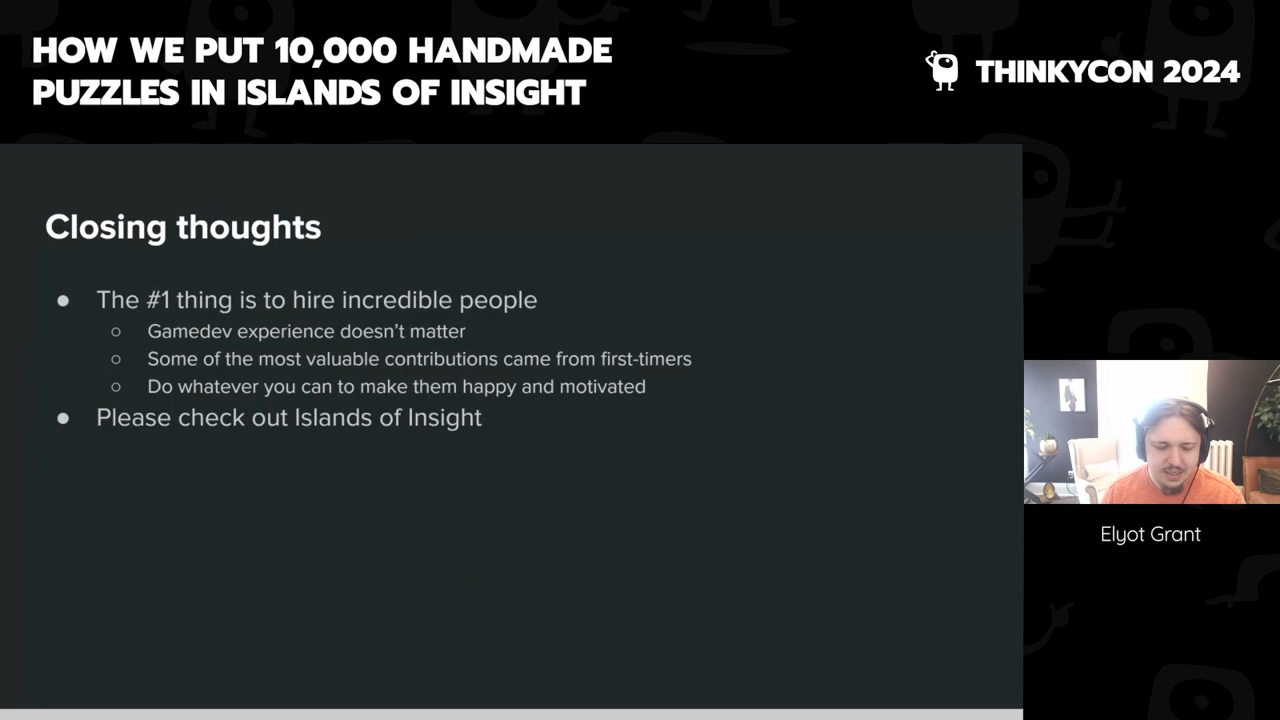 HOW WE PUT 10,000 HANDMADE
PUZZLES IN ISLANDS OF INSIGHT
THINKYCON 2024
Closing thoughts
● The #1 thing is to hire incredible people
○ Gamedev experience doesn't matter
○ Some of the most valuable contributions came from first-timers
○ Do whatever you can to make them happy and motivated
● Please check out Islands of Insight
Elyot Grant